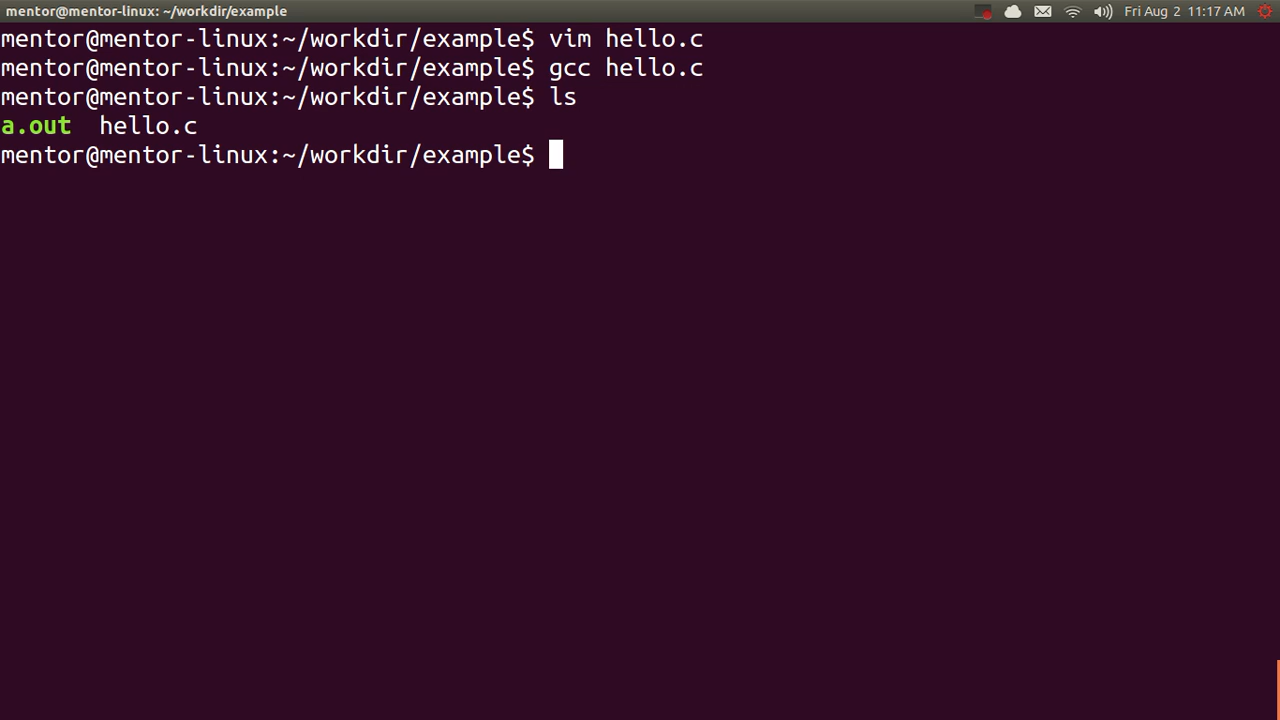 mentor@mentor-linux: ~/workdir/example
Fri Aug 2 11:17 AM
mentor@mentor-linux:~/workdir/example$ vim hello.c
mentor@mentor-linux:~/workdir/example$ gcc hello.c
mentor@mentor-linux:~/workdir/example$ ls
a.out  hello.c
mentor@mentor-linux:~/workdir/example$